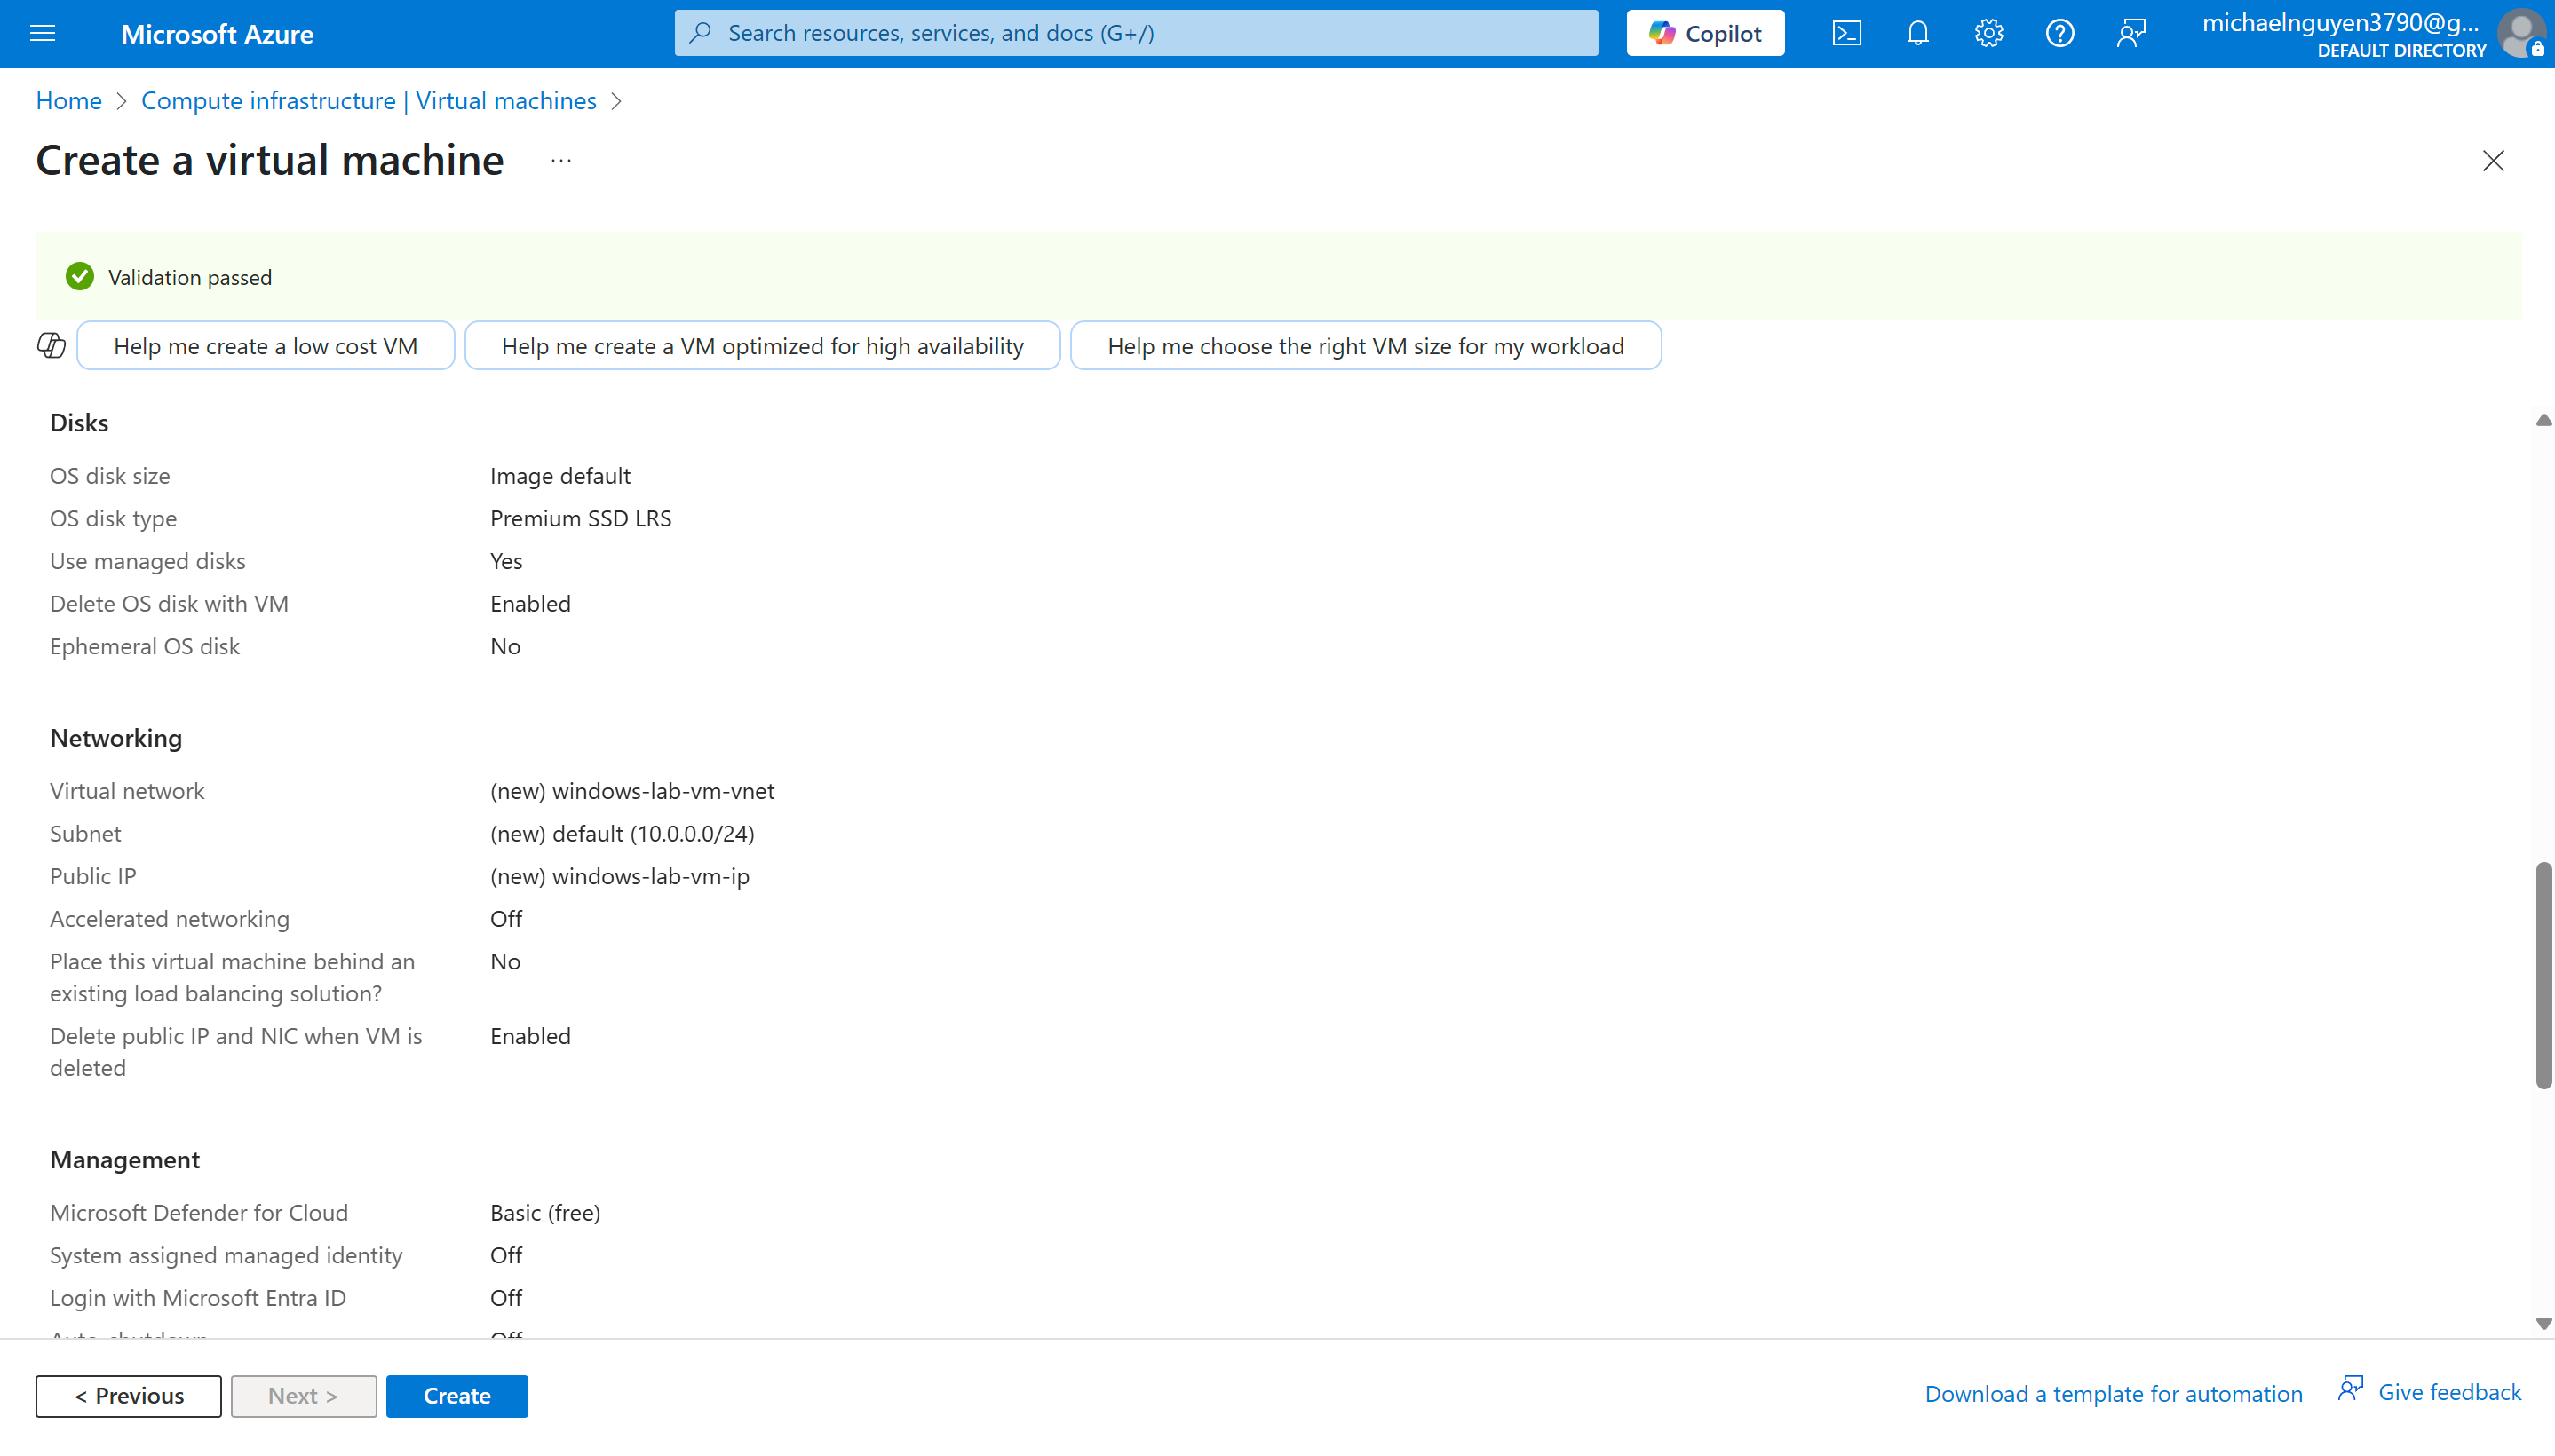 Microsoft Azure
Search resources, services, and docs (G+/)
Copilot
michaelnguyen3790@g...
DEFAULT DIRECTORY
Home > Compute infrastructure | Virtual machines >
Create a virtual machine ...
Validation passed
Help me create a low cost VM
Help me create a VM optimized for high availability
Help me choose the right VM size for my workload
Disks
OS disk size Image default
OS disk type Premium SSD LRS
Use managed disks Yes
Delete OS disk with VM Enabled
Ephemeral OS disk No
Networking
Virtual network (new) windows-lab-vm-vnet
Subnet (new) default (10.0.0.0/24)
Public IP (new) windows-lab-vm-ip
Accelerated networking Off
Place this virtual machine behind an No
existing load balancing solution?
Delete public IP and NIC when VM is Enabled
deleted
Management
Microsoft Defender for Cloud Basic (free)
System assigned managed identity Off
Login with Microsoft Entra ID Off
Auto-shutdown Off
< Previous
Next >
Create
Download a template for automation
Give feedback